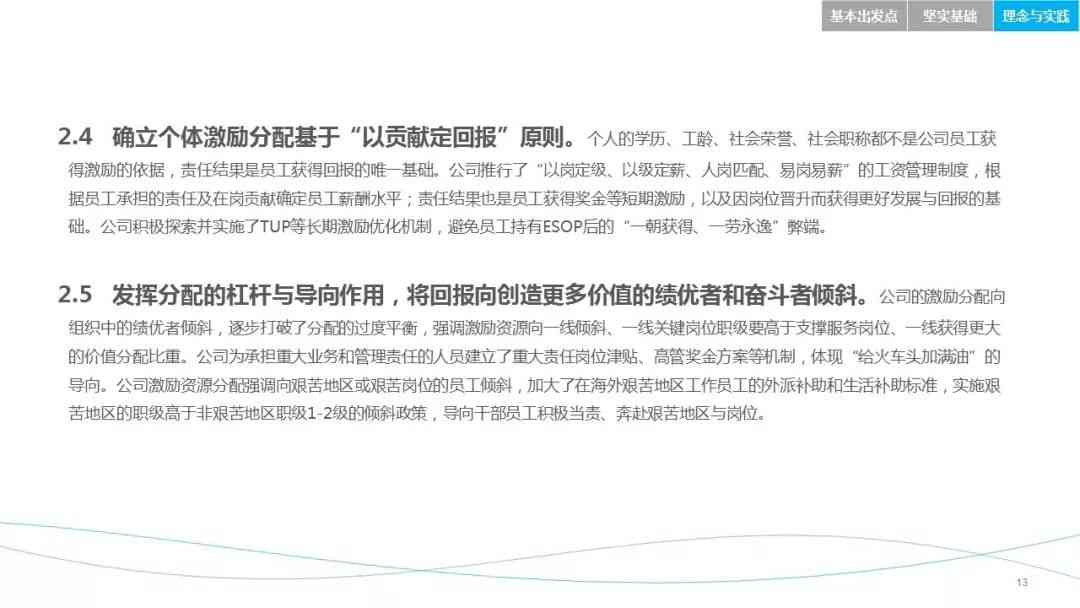 基本出发点 坚实基础 理念与实践
2.4 确立个体激励分配基于“以贡献定回报”原则。个人的学历、工龄、社会荣誉、社会职称都不是公司员工获
得激励的依据，责任结果是员工获得回报的唯一基础。公司推行了“以岗定级、以级定薪、人岗匹配、易岗易薪”的工资管理制度，根
据员工承担的责任及在岗贡献确定员工薪酬水平；责任结果也是员工获得奖金等短期激励，以及因岗位晋升而获得更好发展与回报的基
础。公司积极探索并实施了TUP等长期激励优化机制，避免员工持有ESOP后的“一朝获得、一劳永逸”弊端。
2.5 发挥分配的杠杆与导向作用，将回报向创造更多价值的绩优者和奋斗者倾斜。公司的激励分配向
组织中的绩优者倾斜，逐步打破了分配的过度平衡，强调激励资源向一线倾斜、一线关键岗位职级要高于支撑服务岗位、一线获得更大
的价值分配比重。公司为承担重大业务和管理责任的人员建立了重大责任岗位津贴、高管奖金方案等机制，体现“给火车头加满油”的
导向。公司激励资源分配强调向艰苦地区或艰苦岗位的员工倾斜，加大了在海外艰苦地区工作员工的外派补助和生活补助标准，实施艰
苦地区的职级高于非艰苦地区职级1-2级的倾斜政策，导向干部员工积极当责、奔赴艰苦地区与岗位。
13